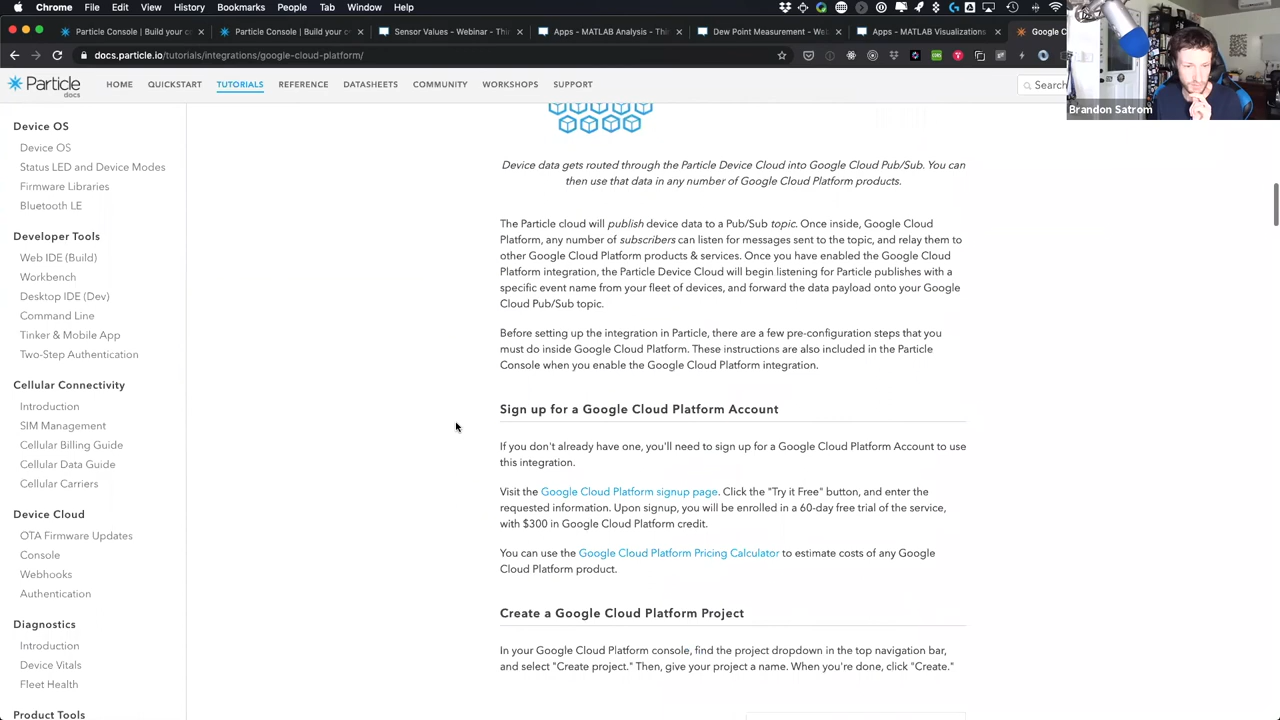 Chrome File Edit View History Bookmarks People Tab Window Help
Particle Console | Build your c
Particle Console | Build your c
Sensor Values - Webinar - Th
Apps - MATLAB Analysis - Thi
Dew Point Measurement - We
Apps - MATLAB Visualizations
Google C
docs.particle.io/tutorials/integrations/google-cloud-platform/
Brandon Satrom
Particle
docs
HOME QUICKSTART TUTORIALS REFERENCE DATASHEETS COMMUNITY WORKSHOPS SUPPORT
Search
Device OS
Device OS
Status LED and Device Modes
Firmware Libraries
Bluetooth LE
Developer Tools
Web IDE (Build)
Workbench
Desktop IDE (Dev)
Command Line
Tinker & Mobile App
Two-Step Authentication
Cellular Connectivity
Introduction
SIM Management
Cellular Billing Guide
Cellular Data Guide
Cellular Carriers
Device Cloud
OTA Firmware Updates
Console
Webhooks
Authentication
Diagnostics
Introduction
Device Vitals
Fleet Health
Product Tools
Device data gets routed through the Particle Device Cloud into Google Cloud Pub/Sub. You can
then use that data in any number of Google Cloud Platform products.
The Particle cloud will publish device data to a Pub/Sub topic. Once inside, Google Cloud
Platform, any number of subscribers can listen for messages sent to the topic, and relay them to
other Google Cloud Platform products & services. Once you have enabled the Google Cloud
Platform integration, the Particle Device Cloud will begin listening for Particle publishes with a
specific event name from your fleet of devices, and forward the data payload onto your Google
Cloud Pub/Sub topic.
Before setting up the integration in Particle, there are a few pre-configuration steps that you
must do inside Google Cloud Platform. These instructions are also included in the Particle
Console when you enable the Google Cloud Platform integration.
Sign up for a Google Cloud Platform Account
If you don't already have one, you'll need to sign up for a Google Cloud Platform Account to use
this integration.
Visit the Google Cloud Platform signup page. Click the "Try it Free" button, and enter the
requested information. Upon signup, you will be enrolled in a 60-day free trial of the service,
with $300 in Google Cloud Platform credit.
You can use the Google Cloud Platform Pricing Calculator to estimate costs of any Google
Cloud Platform product.
Create a Google Cloud Platform Project
In your Google Cloud Platform console, find the project dropdown in the top navigation bar,
and select "Create project." Then, give your project a name. When you're done, click "Create."